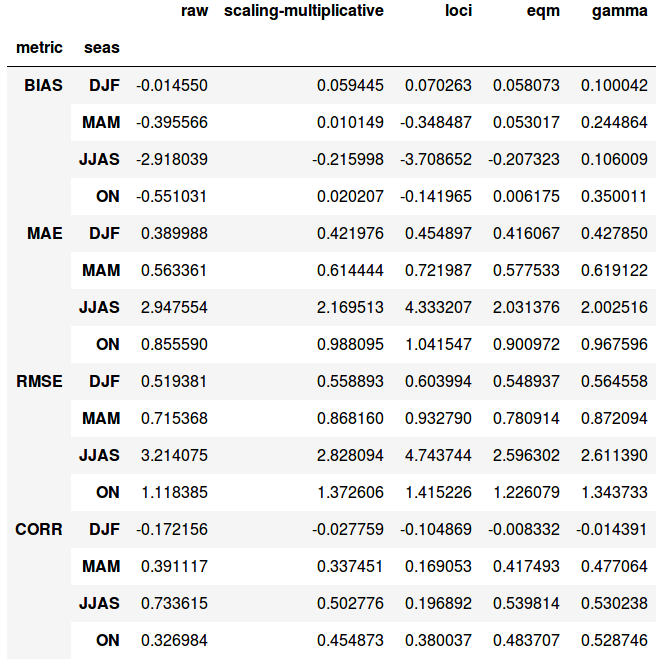 raw scaling-multiplicative loci eqm gamma
metric seas
BIAS DJF -0.014550 0.059445 0.070263 0.058073 0.100042
MAM -0.395566 0.010149 -0.348487 0.053017 0.244864
JJAS -2.918039 -0.215998 -3.708652 -0.207323 0.106009
ON -0.551031 0.020207 -0.141965 0.006175 0.350011
MAE DJF 0.389988 0.421976 0.454897 0.416067 0.427850
MAM 0.563361 0.614444 0.721987 0.577533 0.619122
JJAS 2.947554 2.169513 4.333207 2.031376 2.002516
ON 0.855590 0.988095 1.041547 0.900972 0.967596
RMSE DJF 0.519381 0.558893 0.603994 0.548937 0.564558
MAM 0.715368 0.868160 0.932790 0.780914 0.872094
JJAS 3.214075 2.828094 4.743744 2.596302 2.611390
ON 1.118385 1.372606 1.415226 1.226079 1.343733
CORR DJF -0.172156 -0.027759 -0.104869 -0.008332 -0.014391
MAM 0.391117 0.337451 0.169053 0.417493 0.477064
JJAS 0.733615 0.502776 0.196892 0.539814 0.530238
ON 0.326984 0.454873 0.380037 0.483707 0.528746